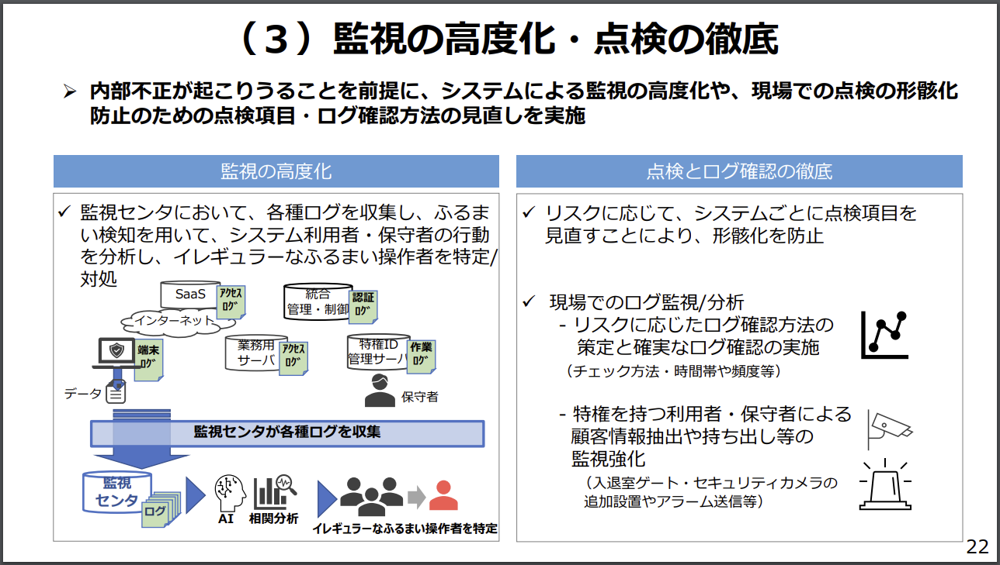 （３）監視の高度化・点検の徹底
➢ 内部不正が起こりうることを前提に、システムによる監視の高度化や、現場での点検の形骸化
防止のための点検項目・ログ確認方法の見直しを実施
監視の高度化
✓ 監視センタにおいて、各種ログを収集し、ふるま
い検知を用いて、システム利用者・保守者の行動
を分析し、イレギュラーなふるまい操作者を特定/
対処
SaaS
ｱｸｾｽ
ﾛｸﾞ
インターネット
統合
管理・制御
認証
ﾛｸﾞ
端末
ﾛｸﾞ
業務用
サーバ
ｱｸｾｽ
ﾛｸﾞ
特権ID
管理サーバ
作業
ﾛｸﾞ
データ
保守者
監視センタが各種ログを収集
監視
センタ
ログ
AI
相関分析
イレギュラーなふるまい操作者を特定
点検とログ確認の徹底
✓ リスクに応じて、システムごとに点検項目を
見直すことにより、形骸化を防止
✓ 現場でのログ監視/分析
- リスクに応じたログ確認方法の
策定と確実なログ確認の実施
（チェック方法・時間帯や頻度等）
- 特権を持つ利用者・保守者による
顧客情報抽出や持ち出し等の
監視強化
（入退室ゲート・セキュリティカメラの
追加設置やアラーム送信等）
22